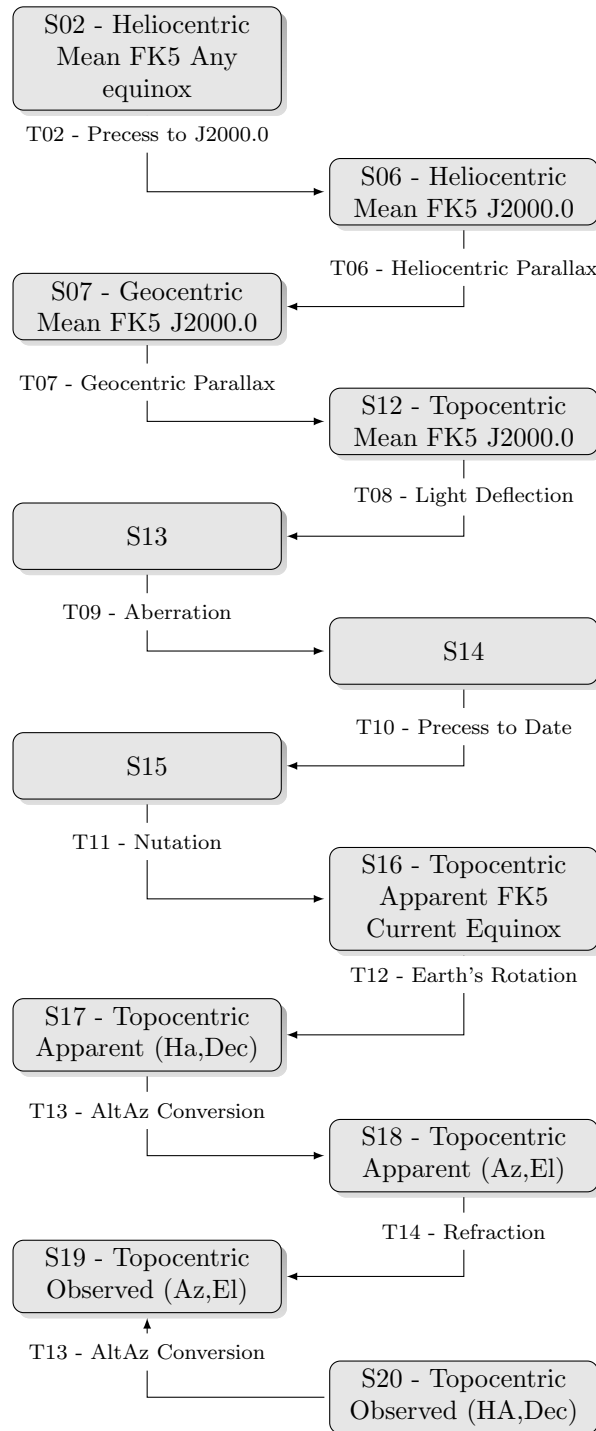 S02 - Heliocentric
Mean FK5 Any
equinox
T02 - Precess to J2000.0
S06 - Heliocentric
Mean FK5 J2000.0
T06 - Heliocentric Parallax
S07 - Geocentric
Mean FK5 J2000.0
T07 - Geocentric Parallax
S12 - Topocentric
Mean FK5 J2000.0
T08 - Light Deflection
S13
T09 - Aberration
S14
T10 - Precess to Date
S15
T11 - Nutation
S16 - Topocentric
Apparent FK5
Current Equinox
T12 - Earth's Rotation
S17 - Topocentric
Apparent (Ha,Dec)
T13 - AltAz Conversion
S18 - Topocentric
Apparent (Az,El)
T14 - Refraction
S19 - Topocentric
Observed (Az,El)
T13 - AltAz Conversion
S20 - Topocentric
Observed (HA,Dec)